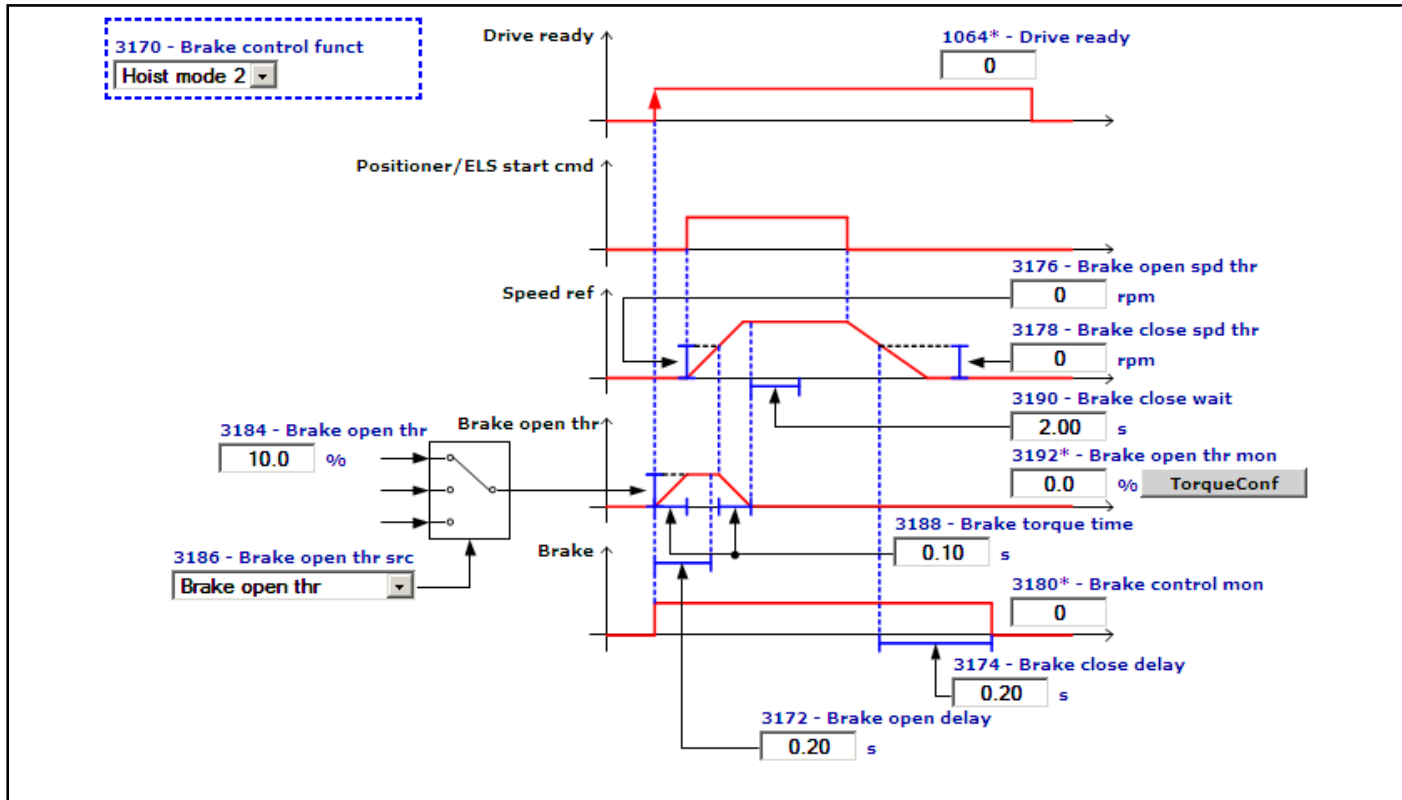 Drive ready
1064* - Drive ready
0
3170 - Brake control funct
Hoist mode 2
Positioner/ELS start cmd
3176 - Brake open spd thr
0 rpm
Speed ref
3178 - Brake close spd thr
0 rpm
3190 - Brake close wait
2.00 s
3184 - Brake open thr
10.0 %
Brake open thr
3192* - Brake open thr mon
0.0 % TorqueConf
3188 - Brake torque time
0.10 s
3186 - Brake open thr src
Brake open thr
Brake
3180* - Brake control mon
0
3174 - Brake close delay
0.20 s
3172 - Brake open delay
0.20 s